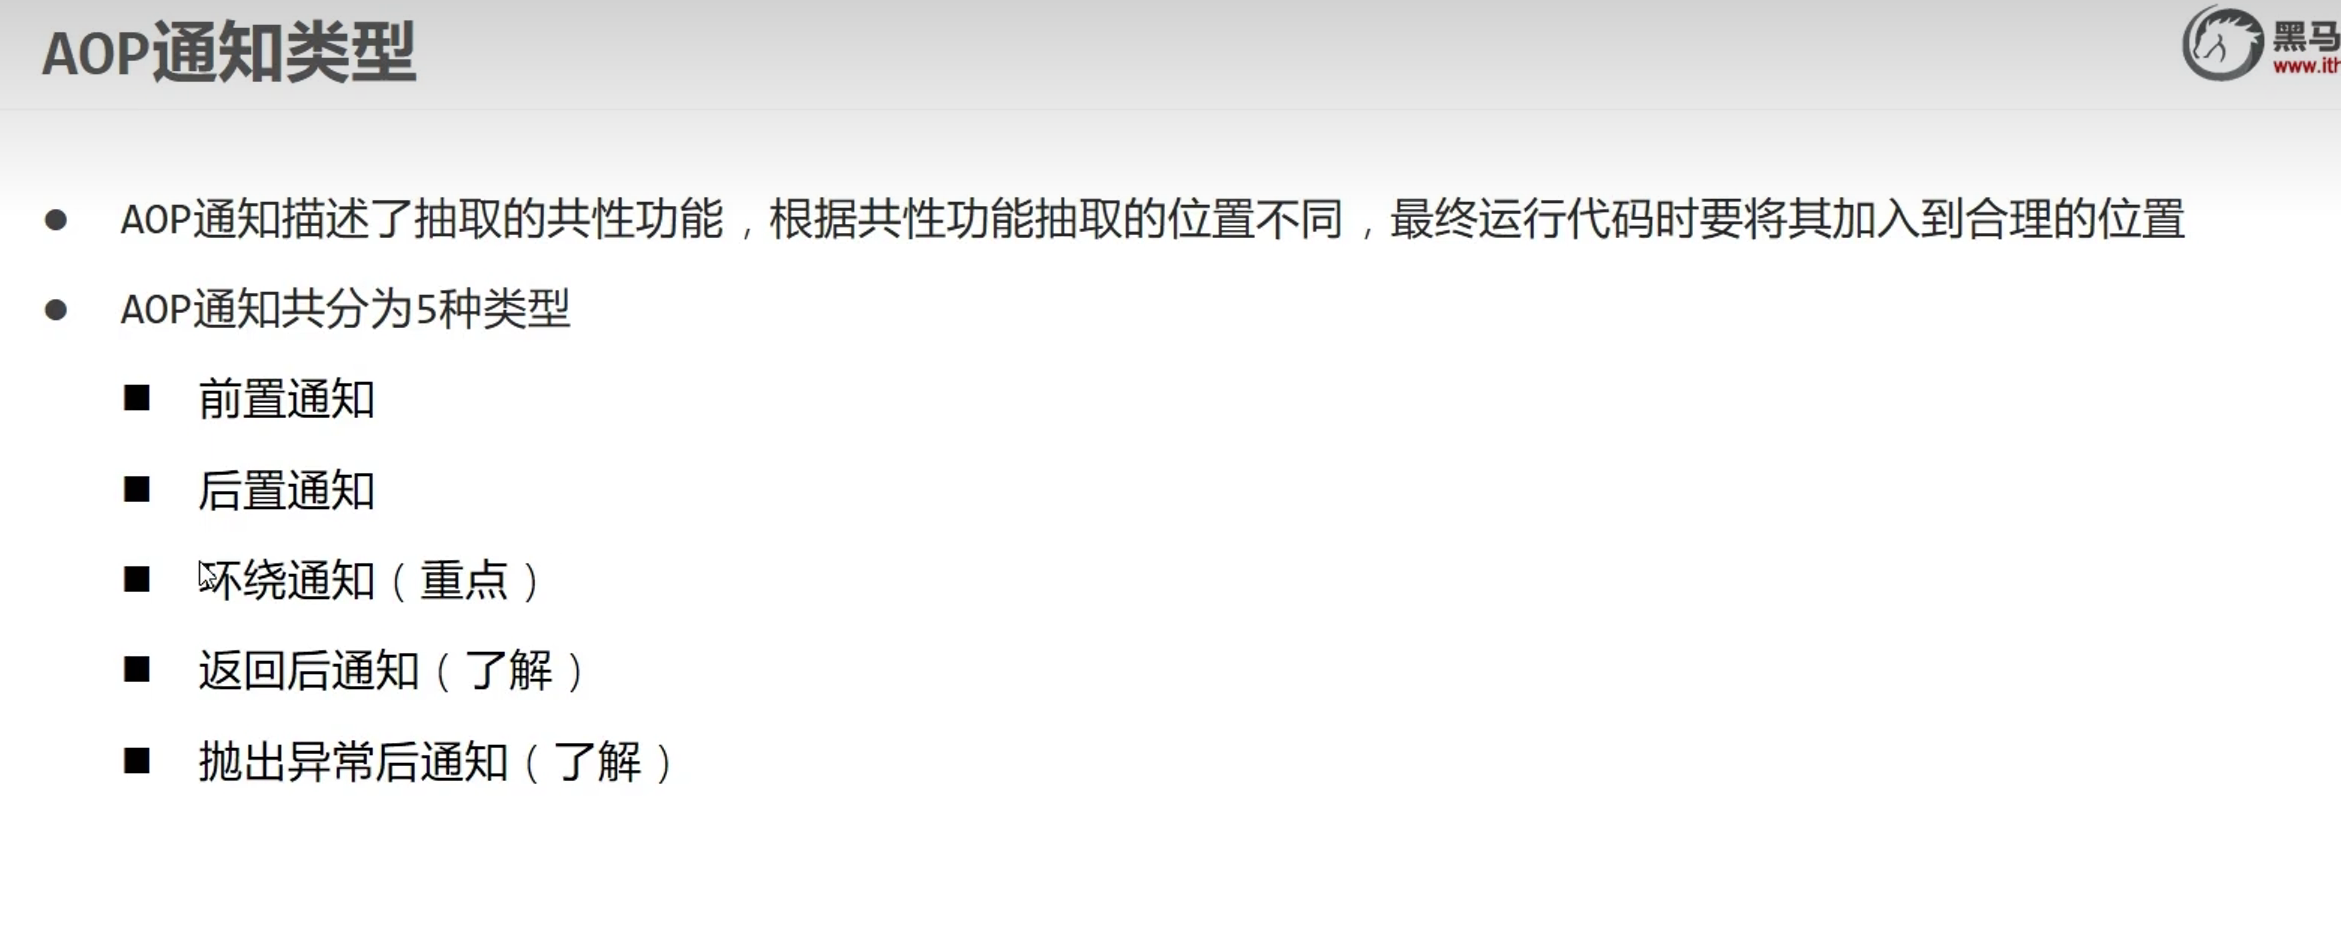 AOP通知类型
黑马
www.ith
AOP通知描述了抽取的共性功能，根据共性功能抽取的位置不同，最终运行代码时要将其加入到合理的位置
AOP通知共分为5种类型
前置通知
后置通知
环绕通知（重点）
返回后通知（了解）
抛出异常后通知（了解）